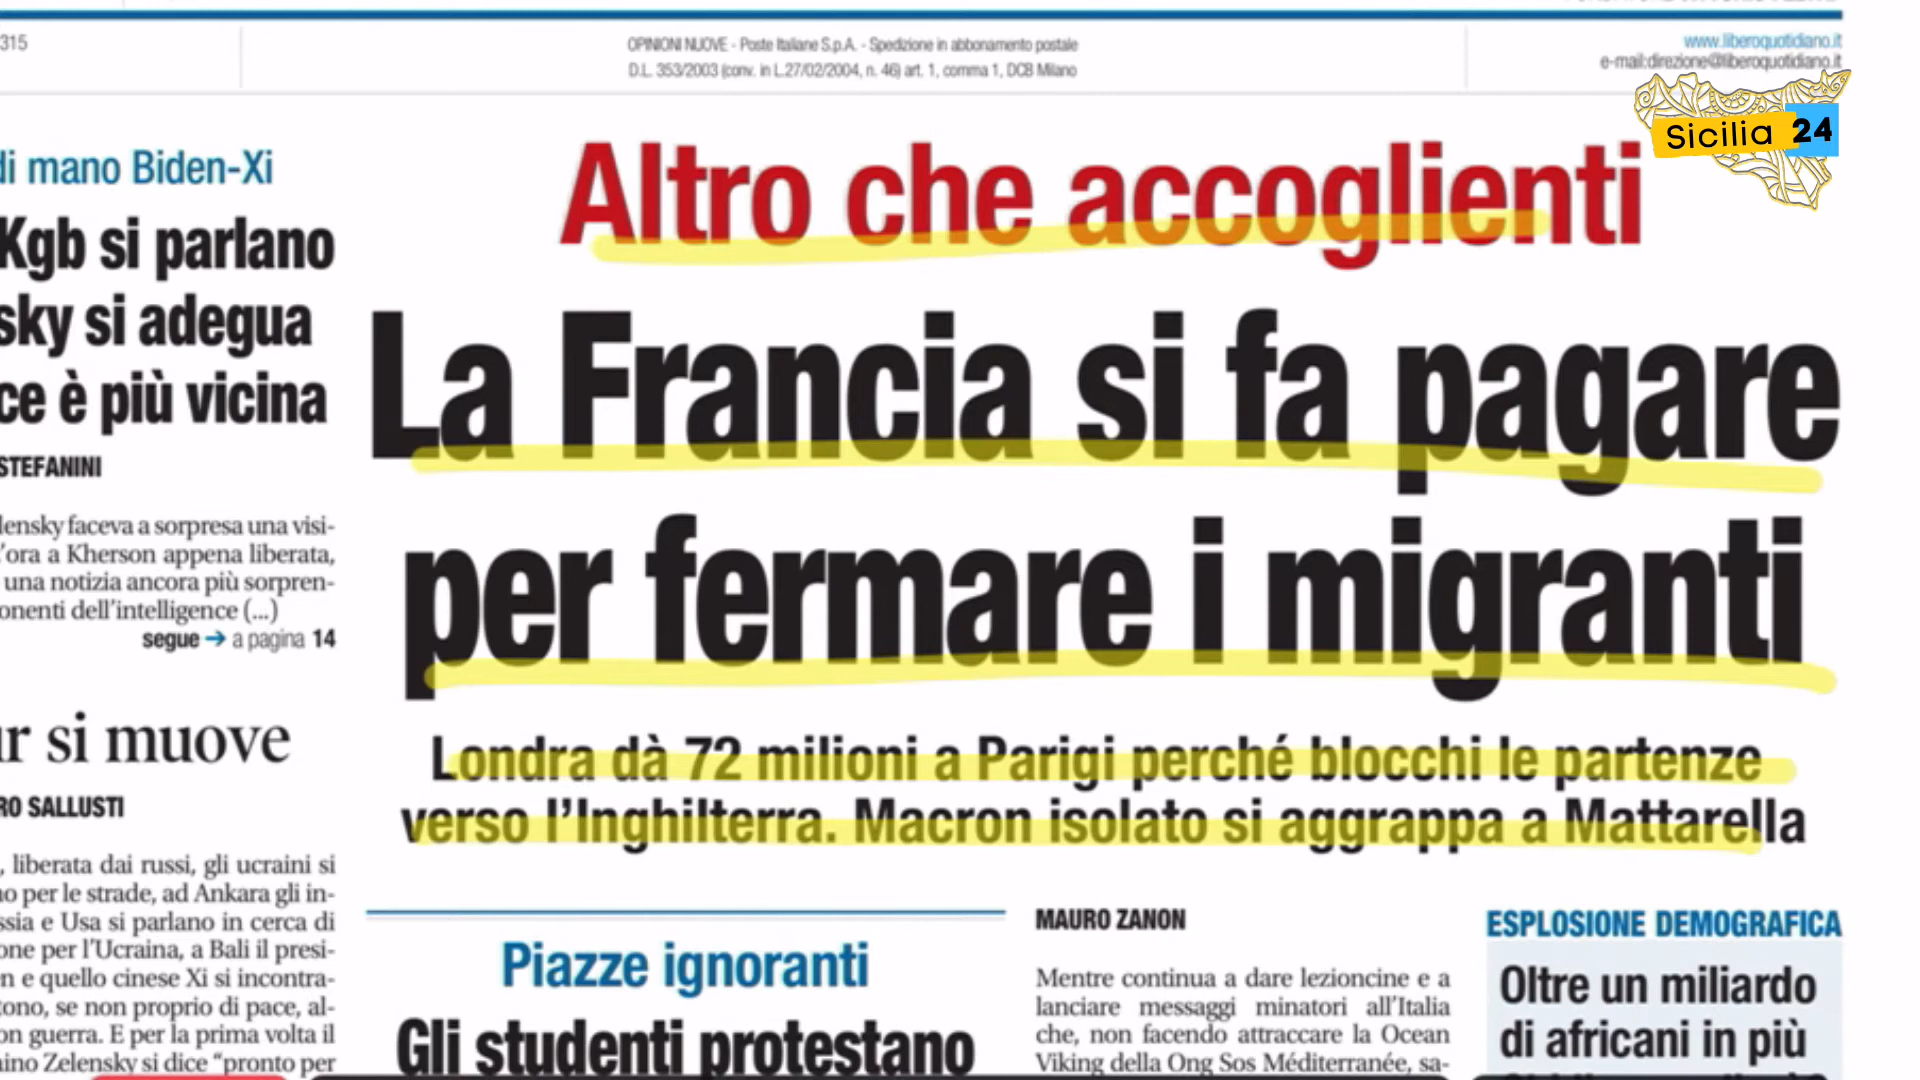 315
OPINIONI NUOVE - Poste Italiane S.p.A. - Spedizione in abbonamento postale
D.L. 353/2003 (conv. in L.27/02/2004, n. 46) art. 1, comma 1, DCB Milano
www.liberoquotidiano.it
e-mail:direzione@liberoquotidiano.it
Sicilia 24
di mano Biden-Xi
Kgb si parlano
sky si adegua
ce è più vicina
STEFANINI
lensky faceva a sorpresa una visi-
t'ora a Kherson appena liberata,
una notizia ancora più sorpren-
onenti dell'intelligence (...)
segue ➔ a pagina 14
ur si muove
RO SALLUSTI
, liberata dai russi, gli ucraini si
no per le strade, ad Ankara gli in-
ssia e Usa si parlano in cerca di
one per l'Ucraina, a Bali il presi-
n e quello cinese Xi si incontra-
tono, se non proprio di pace, al-
on guerra. E per la prima volta il
aino Zelensky si dice "pronto per
Altro che accoglienti
La Francia si fa pagare
per fermare i migranti
Londra dà 72 milioni a Parigi perché blocchi le partenze
verso l'Inghilterra. Macron isolato si aggrappa a Mattarella
Piazze ignoranti
Gli studenti protestano
MAURO ZANON
Mentre continua a dare lezioncine e a
lanciare messaggi minatori all'Italia
che, non facendo attraccare la Ocean
Viking della Ong Sos Méditerranée, sa-
ESPLOSIONE DEMOGRAFICA
Oltre un miliardo
di africani in più